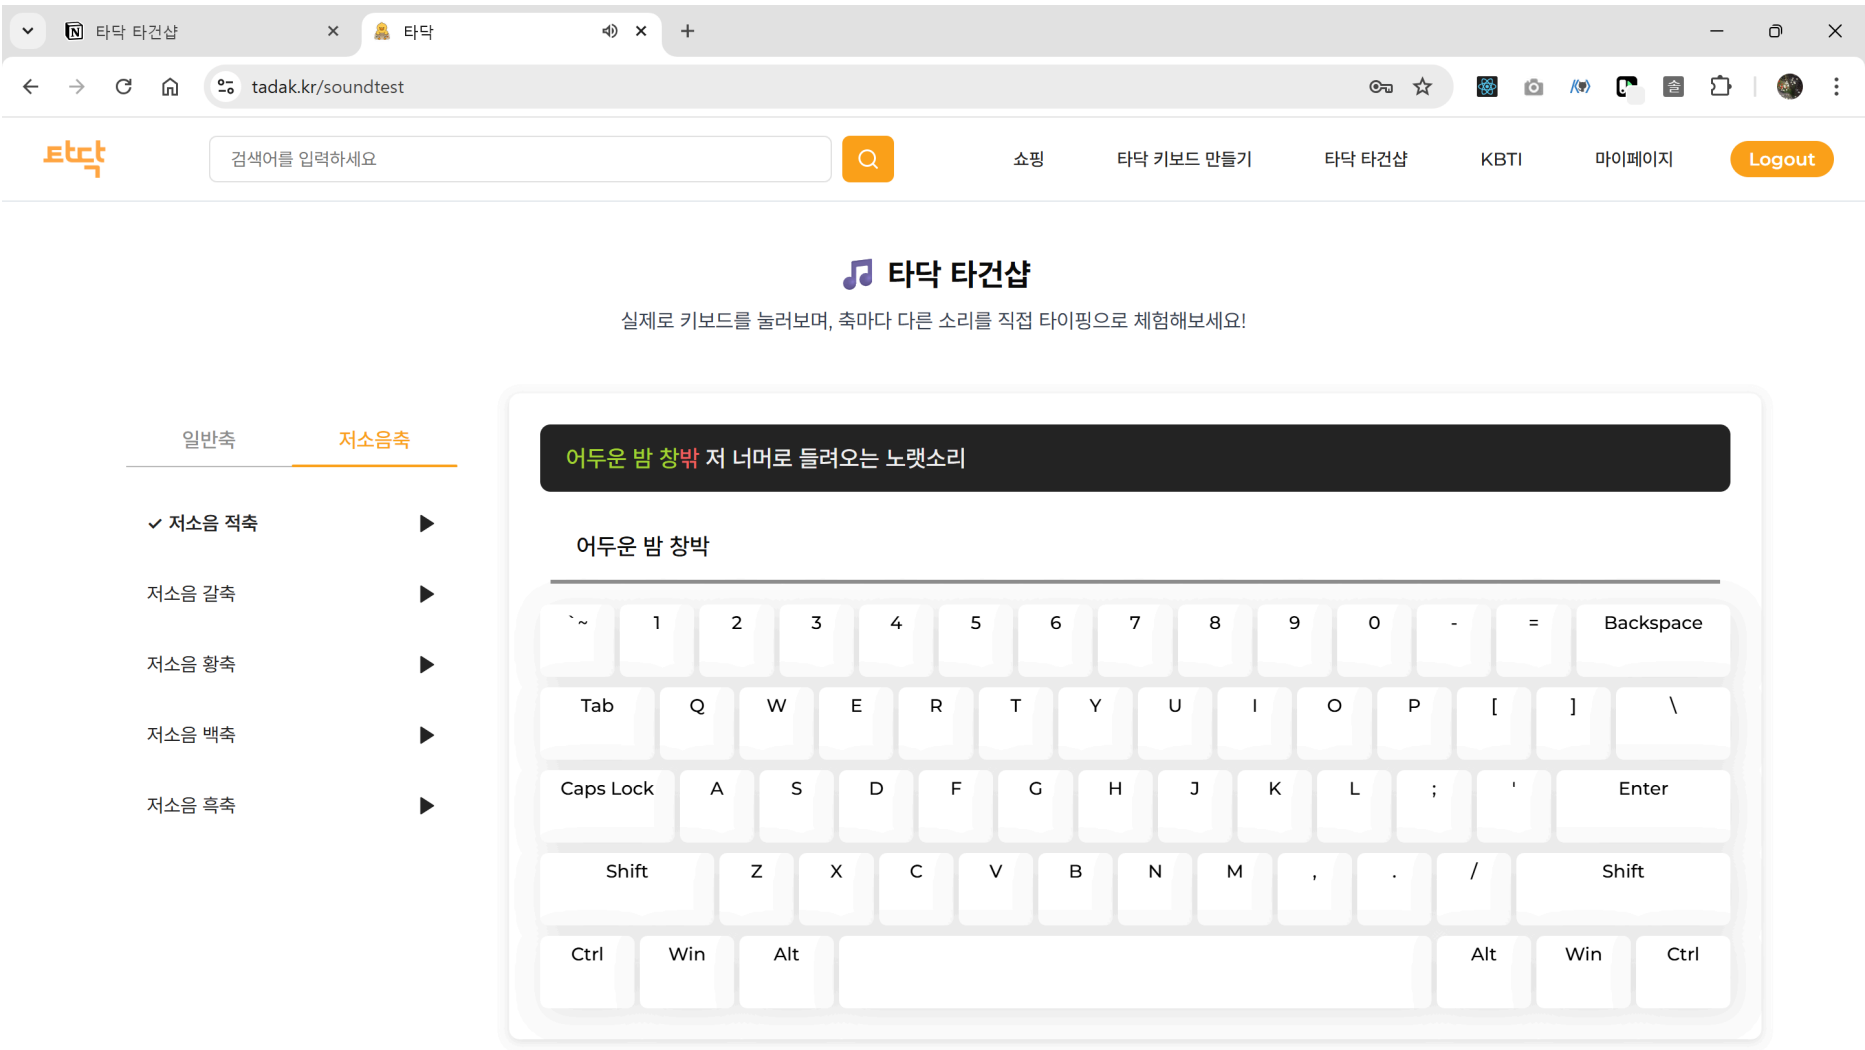 타닥 타건샵
타닥
tadak.kr/soundtest
솔
타닥
검색어를 입력하세요
쇼핑
타닥 키보드 만들기
타닥 타건샵
KBTI
마이페이지
Logout
타닥 타건샵
실제로 키보드를 눌러보며, 축마다 다른 소리를 직접 타이핑으로 체험해보세요!
일반축
저소음축
저소음 적축
저소음 갈축
저소음 황축
저소음 백축
저소음 흑축
어두운 밤 창밖 저 너머로 들려오는 노랫소리
어두운 밤 창박
`~ 1 2 3 4 5 6 7 8 9 0 - = Backspace
Tab Q W E R T Y U I O P [ ] \
Caps Lock A S D F G H J K L ; ' Enter
Shift Z X C V B N M , . / Shift
Ctrl Win Alt Alt Win Ctrl